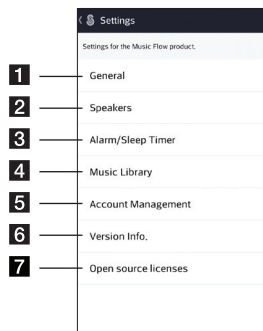 Settings
Settings for the Music Flow product.
1 General
2 Speakers
3 Alarm/Sleep Timer
4 Music Library
5 Account Management
6 Version Info.
7 Open source licenses